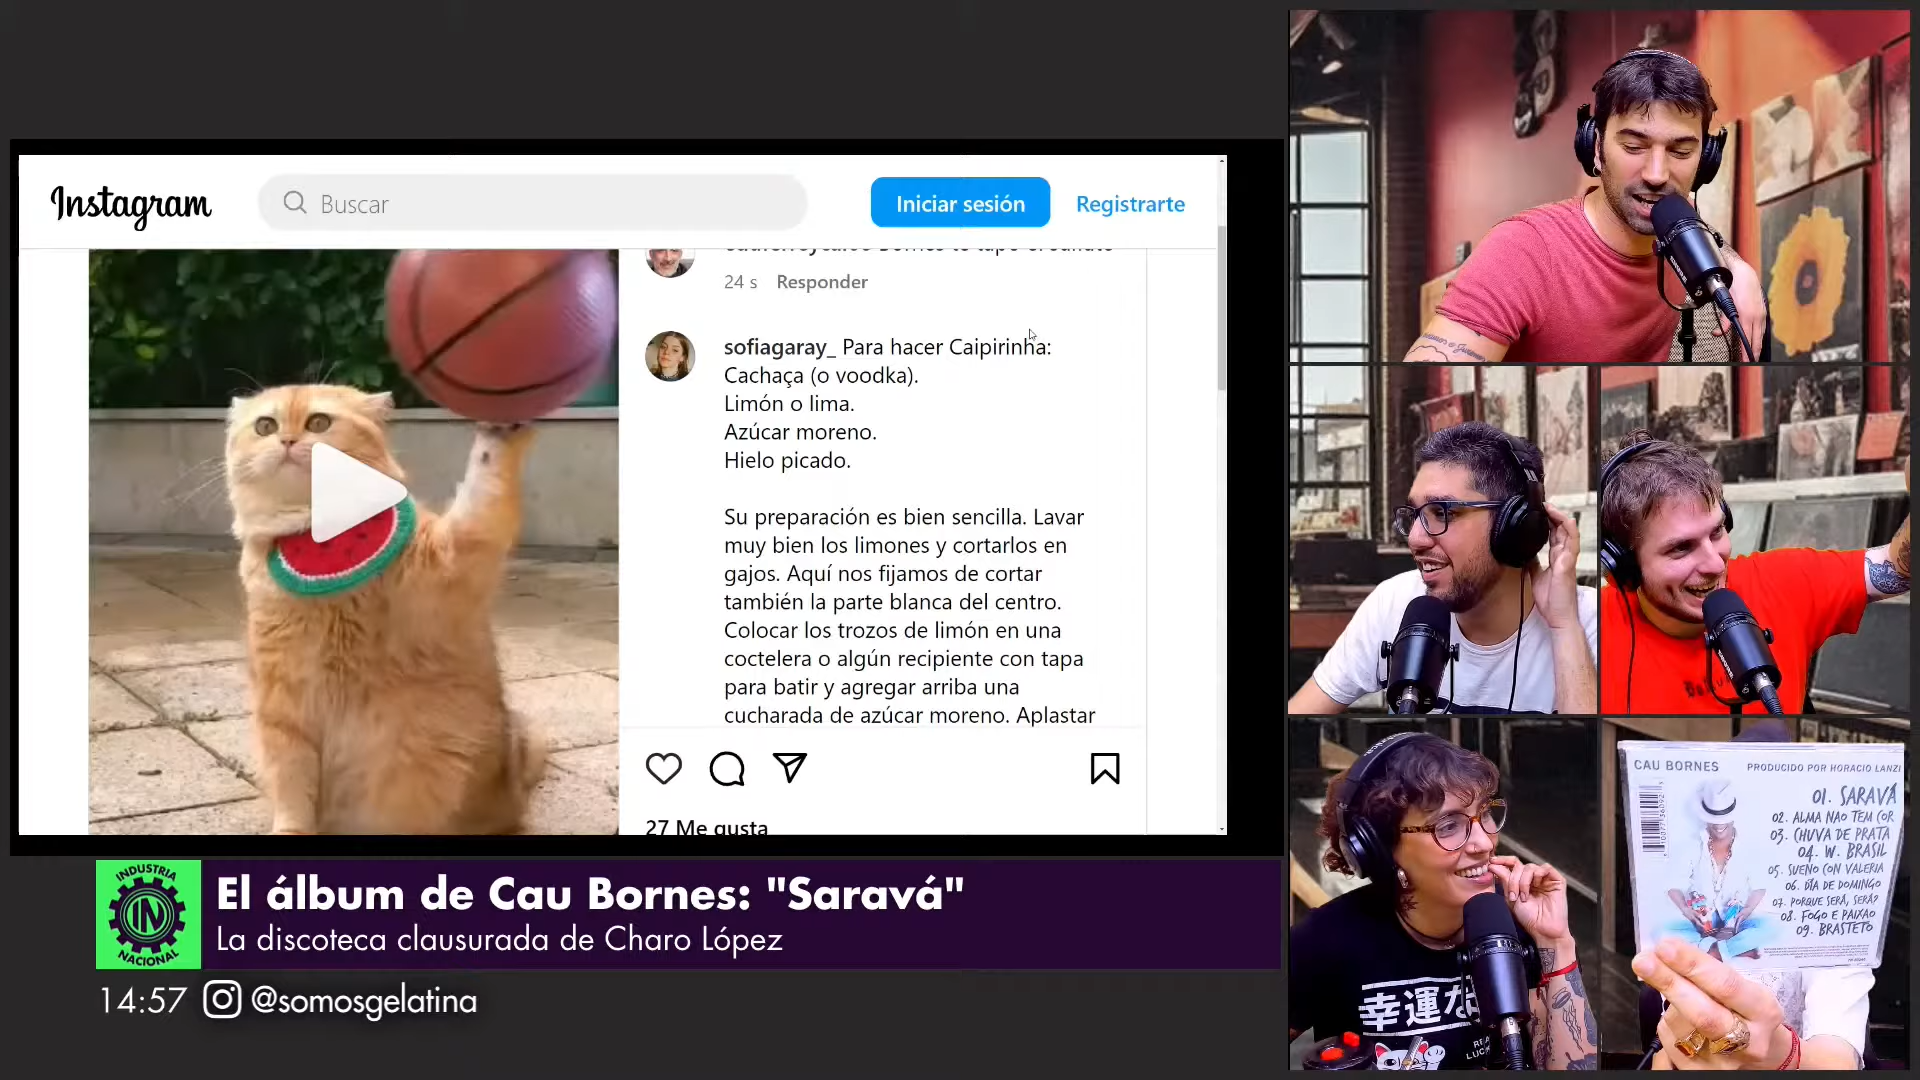 Instagram
Buscar
Iniciar sesión
Registrarte
24 s Responder
sofiagaray_ Para hacer Caipirinha:
Cachaça (o voodka).
Limón o lima.
Azúcar moreno.
Hielo picado.
Su preparación es bien sencilla. Lavar
muy bien los limones y cortarlos en
gajos. Aquí nos fijamos de cortar
también la parte blanca del centro.
Colocar los trozos de limón en una
coctelera o algún recipiente con tapa
para batir y agregar arriba una
cucharada de azúcar moreno. Aplastar
27 Me gusta
INDUSTRIA
IN
NACIONAL
El álbum de Cau Bornes: "Saravá"
La discoteca clausurada de Charo López
14:57 @somosgelatina
幸運な
CAU BORNES
PRODUCIDO POR HORACIO LANZI
01. SARAVÁ
02. ALMA NAO TEM COR
03. CHUVA DE PRATA
04. W. BRASIL
05. SUEÑO CON VALERIA
06. DÍA DE DOMINGO
07. PORQUE SERÁ, SERÁ?
08. FOGO E PAIXAO
09. BRASTETO